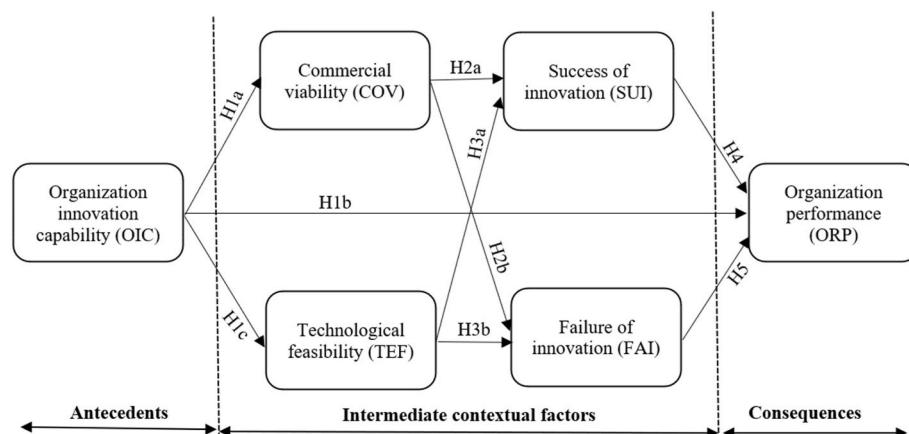 Commercial
viability (COV)
H2a
Success of
innovation (SUI)
H1a
H3a
H4
Organization
innovation
capability (OIC)
H1b
Organization
performance
(ORP)
H2b
H1c
Technological
feasibility (TEF)
H3b
Failure of
innovation (FAI)
H5
Antecedents
Intermediate contextual factors
Consequences